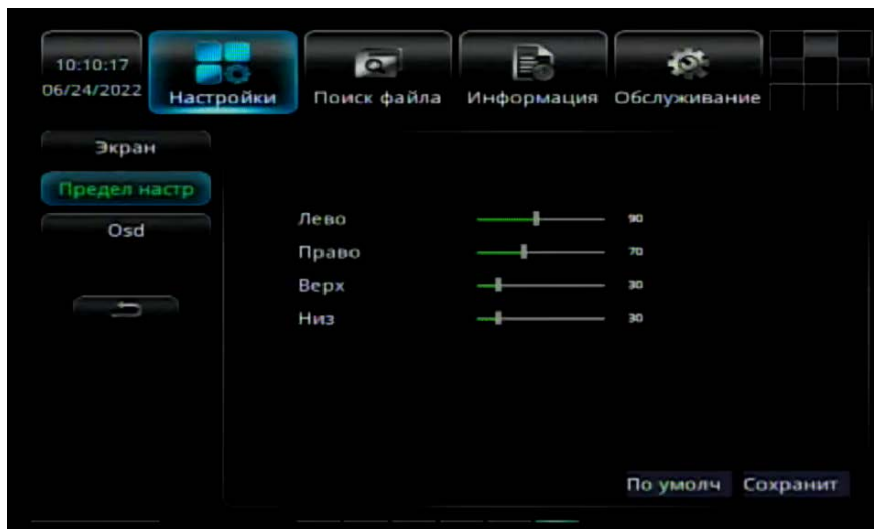 10:10:17
06/24/2022
Настройки
Поиск файла
Информация
Обслуживание
Экран
Предел настр
Osd
Лево 90
Право 70
Верх 30
Низ 30
По умолч
Сохранит